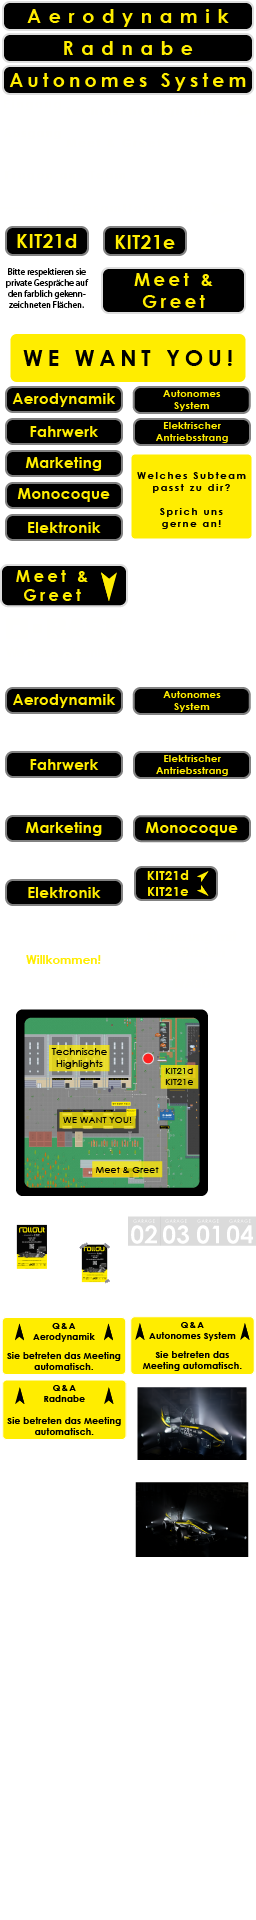 Aerodynamik
Radnabe
Autonomes System
KIT21d
KIT21e
Bitte respektieren sie
private Gespräche auf
den farblich gekenn-
zeichneten Flächen.
Meet &
Greet
WE WANT YOU!
Aerodynamik
Autonomes
System
Fahrwerk
Elektrischer
Antriebsstrang
Marketing
Monocoque
Elektronik
Welches Subteam
passt zu dir?
Sprich uns
gerne an!
Meet &
Greet
Aerodynamik
Autonomes
System
Fahrwerk
Elektrischer
Antriebsstrang
Marketing
Monocoque
Elektronik
KIT21d
KIT21e
Willkommen!
Technische
Highlights
KIT21d
KIT21e
WE WANT YOU!
Meet & Greet
rollout
rollout
02 03 01 04
Q&A
Aerodynamik
Sie betreten das Meeting
automatisch.
Q&A
Autonomes System
Sie betreten das
Meeting automatisch.
Q&A
Radnabe
Sie betreten das Meeting
automatisch.